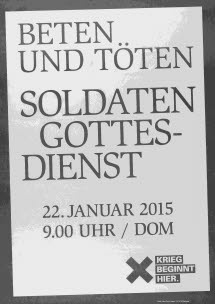 BETEN
UND TÖTEN
SOLDATEN
GOTTES-
DIENST
22. JANUAR 2015
9.00 UHR / DOM
KRIEG
BEGINNT
HIER.